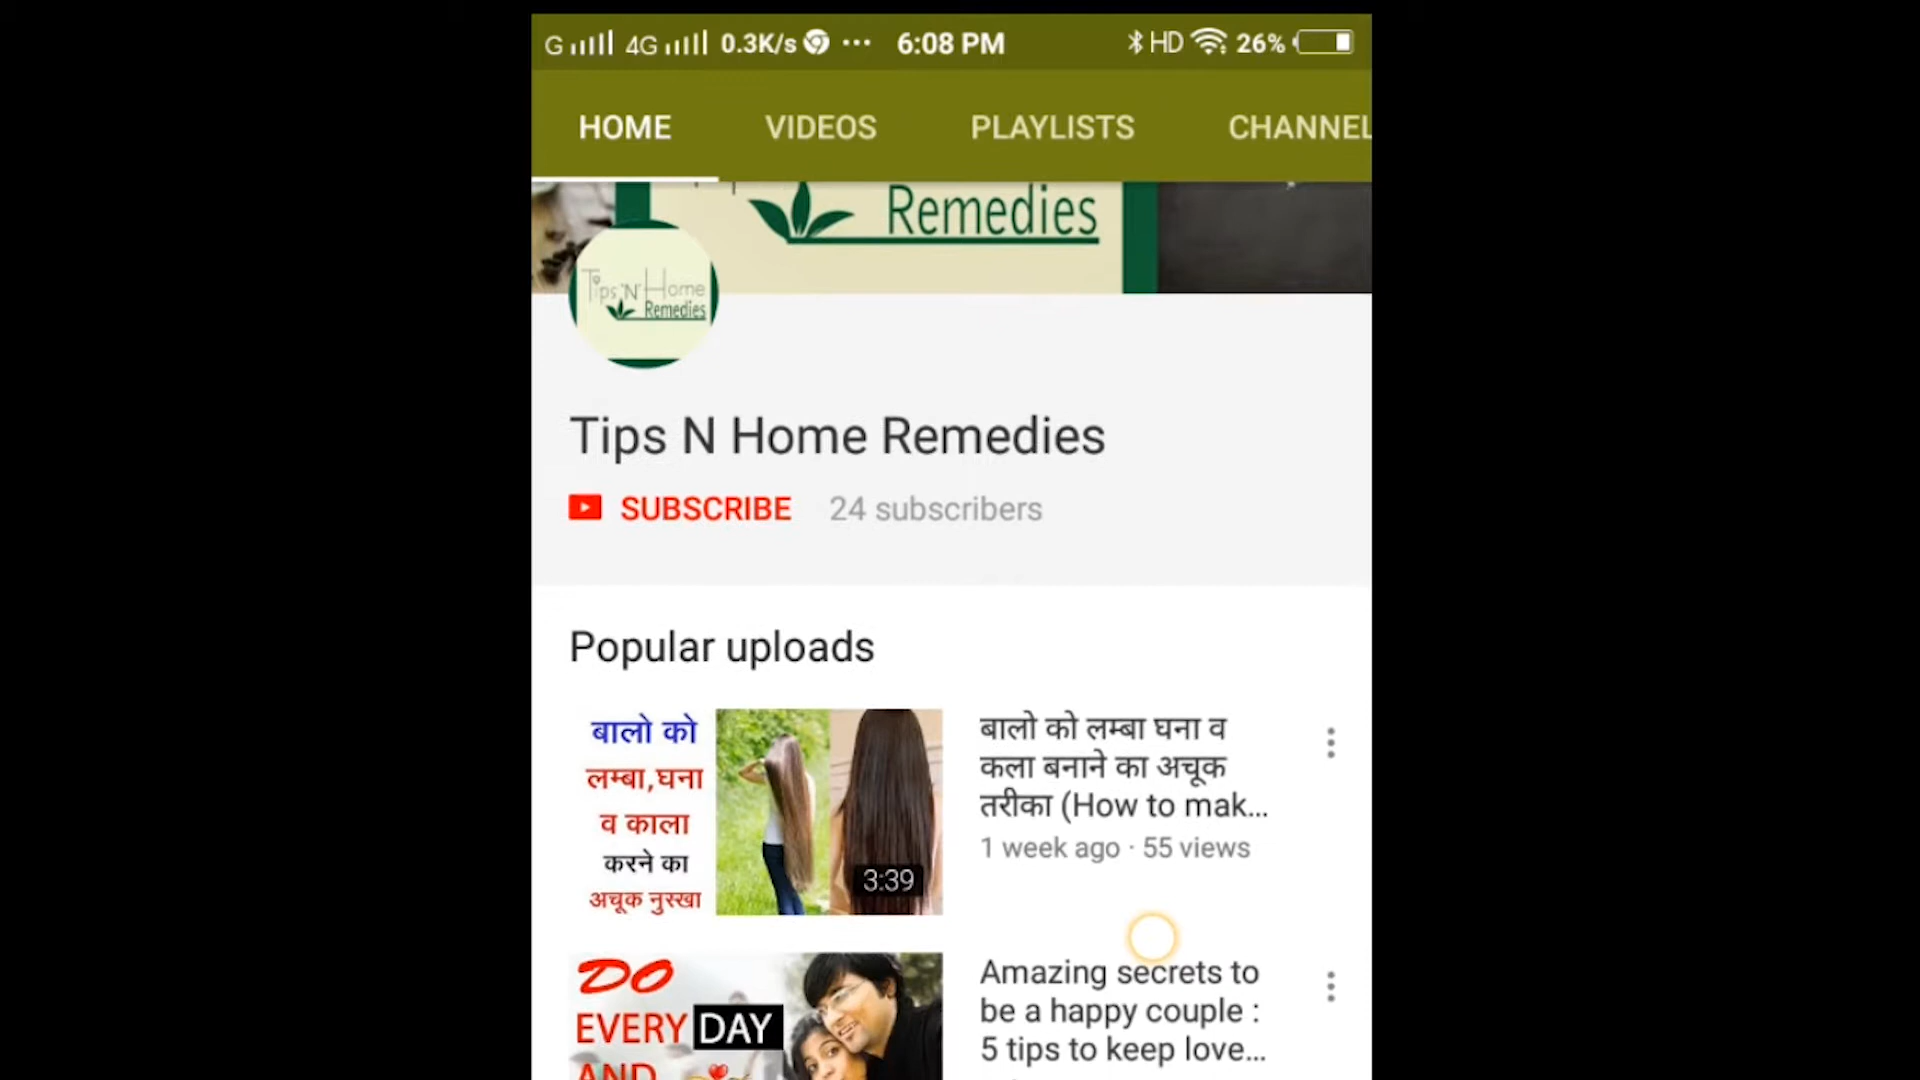 G 4G 0.3K/s ... 6:08 PM HD 26%
HOME VIDEOS PLAYLISTS CHANNEL
Remedies
Tips 'N' Home
Remedies
Tips N Home Remedies
SUBSCRIBE 24 subscribers
Popular uploads
बालो को
लम्बा,घना
व काला
करने का
अचूक नुस्खा
3:39
बालो को लम्बा घना व
कला बनाने का अचूक
तरीका (How to mak...
1 week ago · 55 views
DO
EVERY DAY
AND
Amazing secrets to
be a happy couple :
5 tips to keep love...